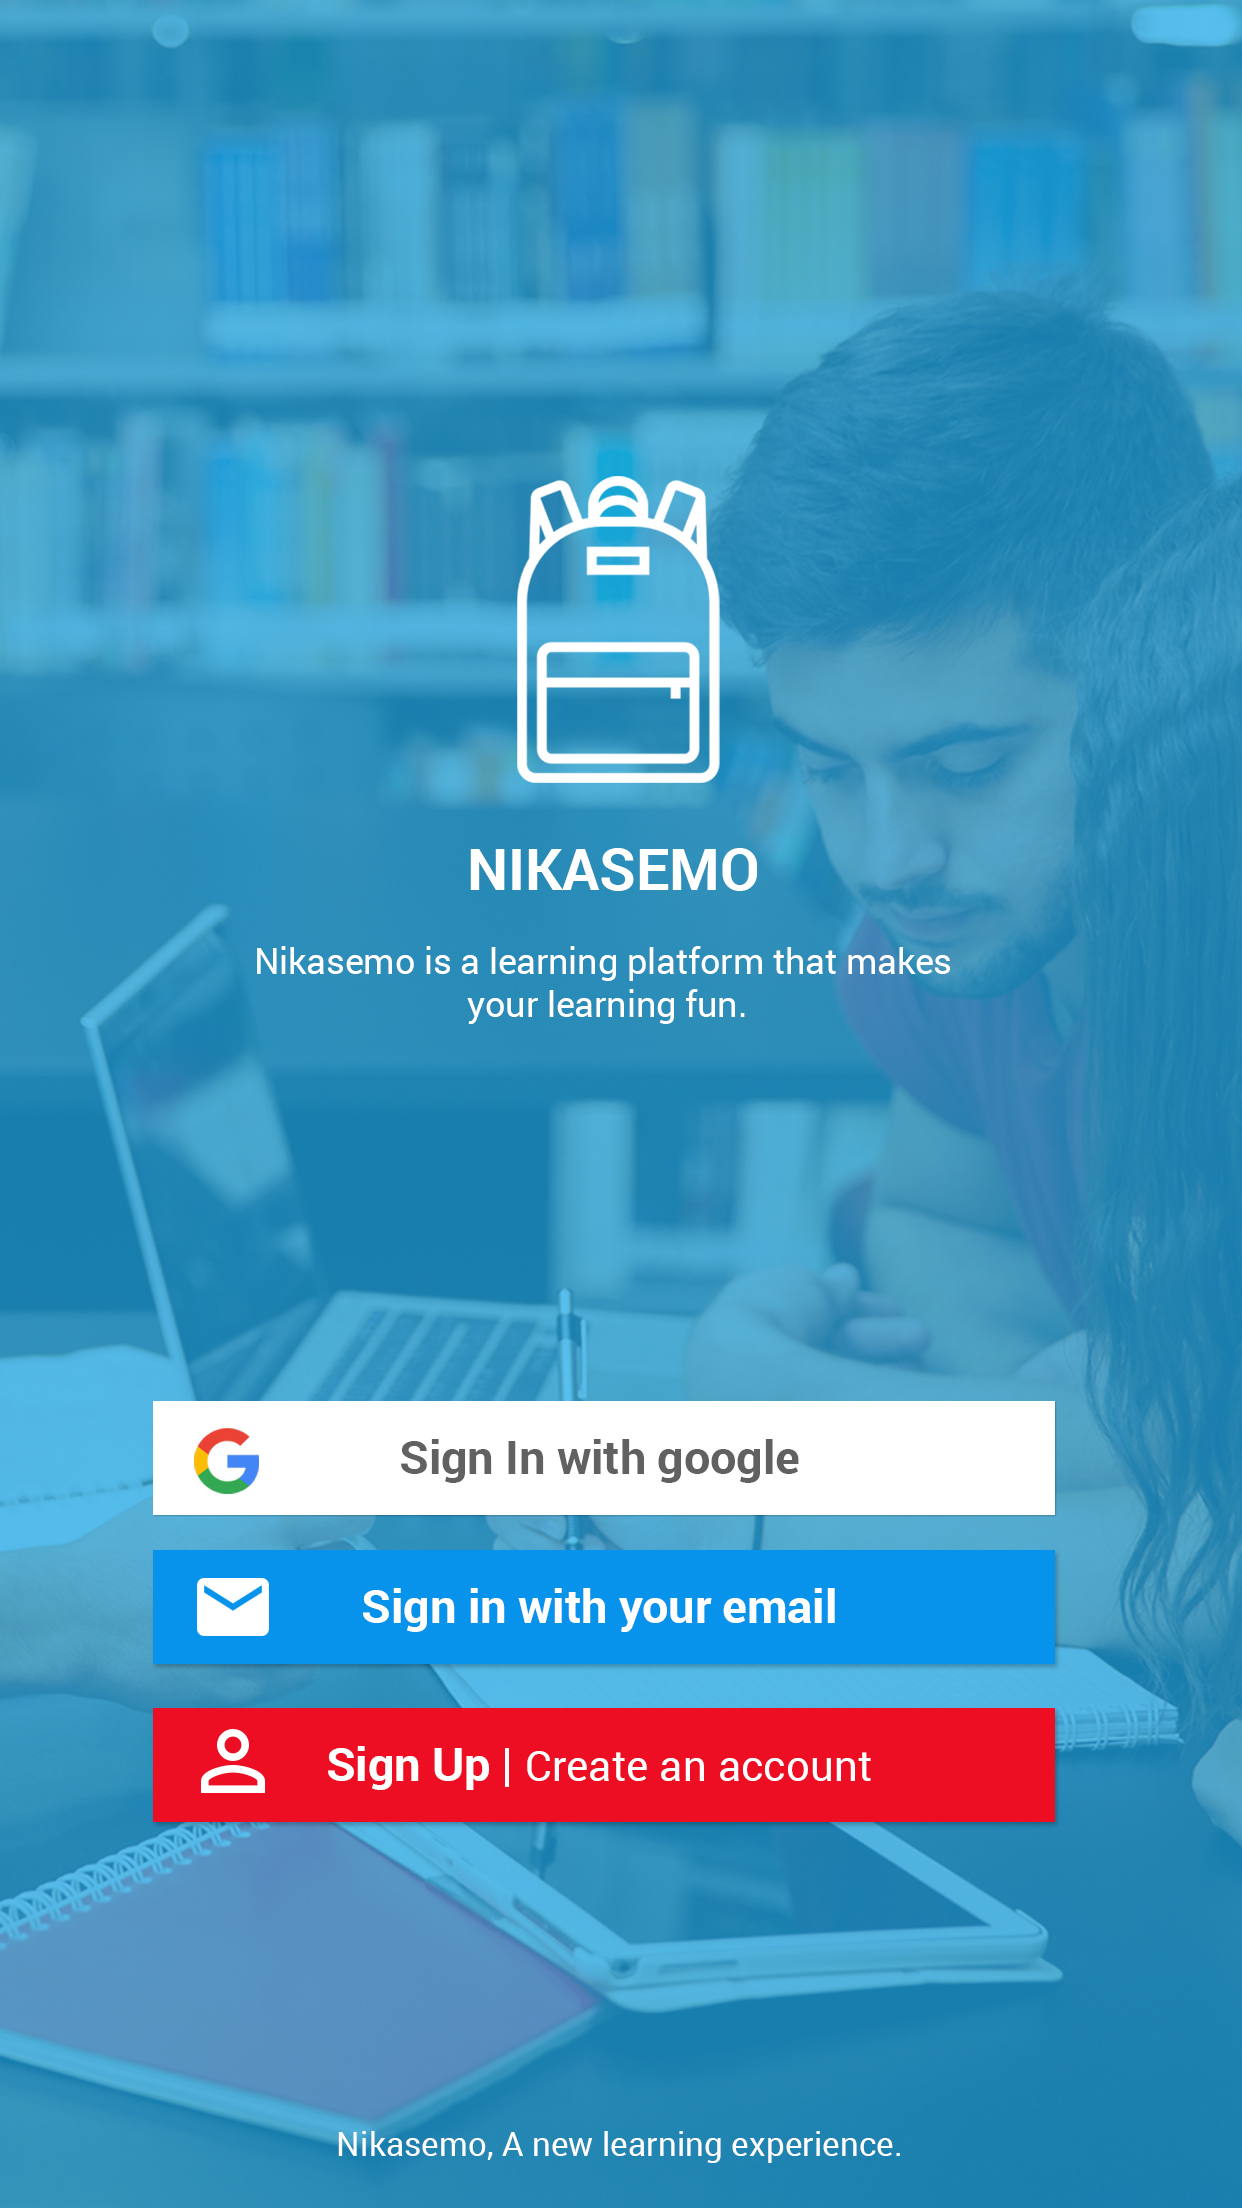 NIKASEMO
Nikasemo is a learning platform that makes
your learning fun.
Sign In with google
Sign in with your email
Sign Up | Create an account
Nikasemo, A new learning experience.